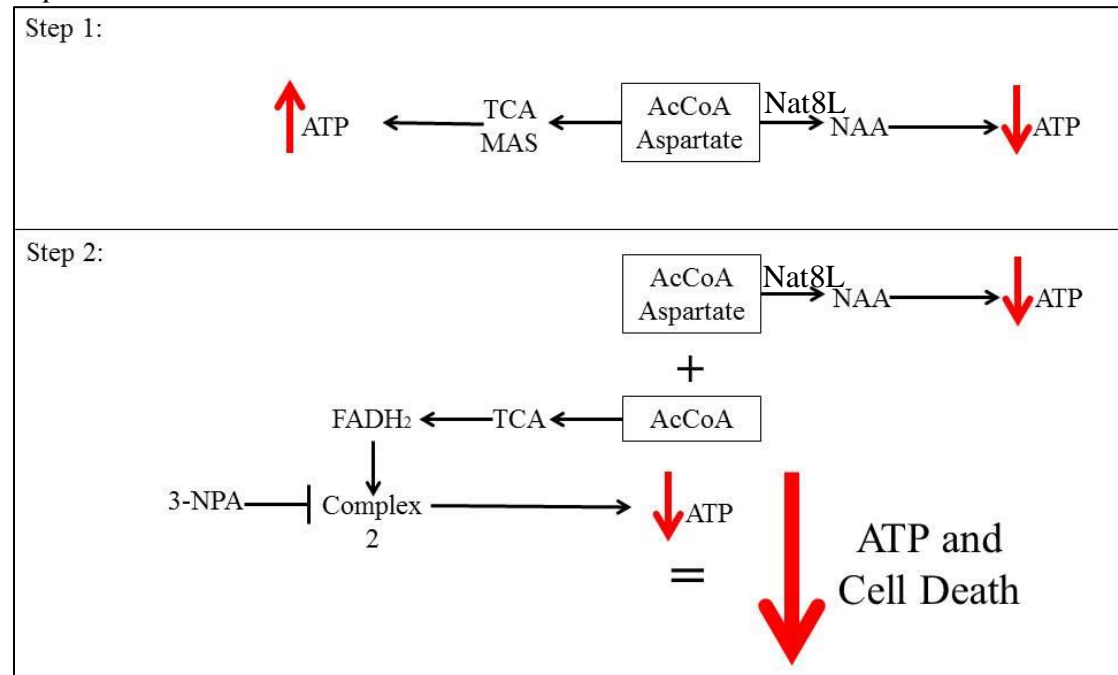 Step 1:
ATP
TCA
MAS
AcCoA
Aspartate
Nat8L
NAA
ATP
Step 2:
AcCoA
Aspartate
Nat8L
NAA
ATP
+
FADH₂
TCA
AcCoA
3-NPA
Complex
2
ATP
=
ATP and
Cell Death